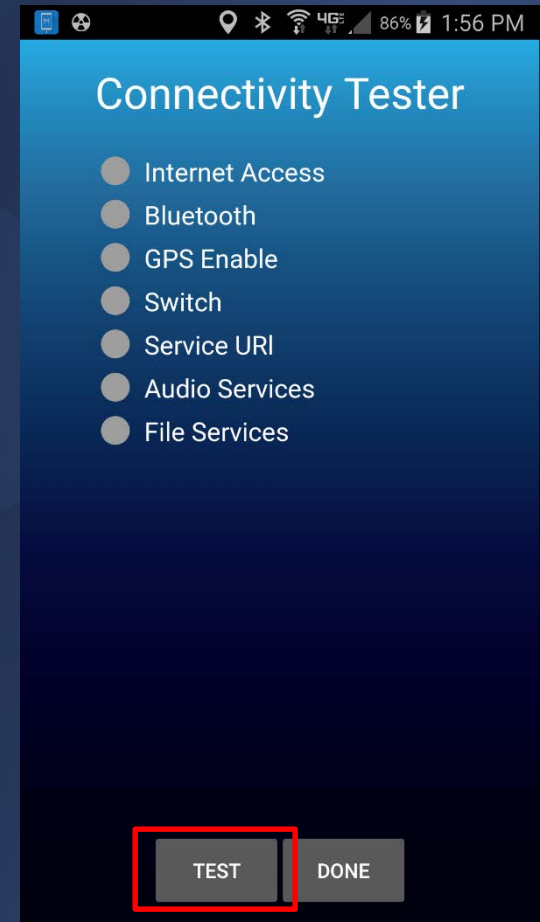 4G 86% 1:56 PM
Connectivity Tester
Internet Access
Bluetooth
GPS Enable
Switch
Service URl
Audio Services
File Services
TEST DONE